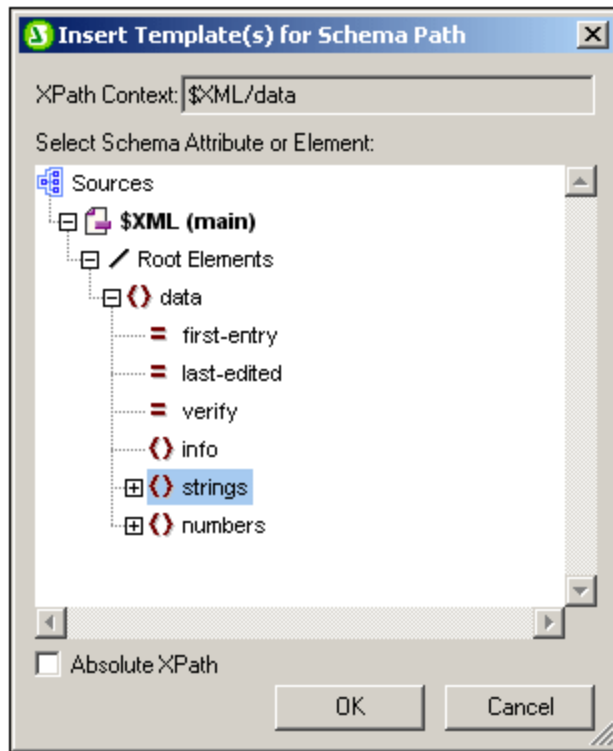 Insert Template(s) for Schema Path
XPath Context: $XML/data
Select Schema Attribute or Element:
Sources
$XML (main)
Root Elements
data
first-entry
last-edited
verify
info
strings
numbers
Absolute XPath
OK Cancel